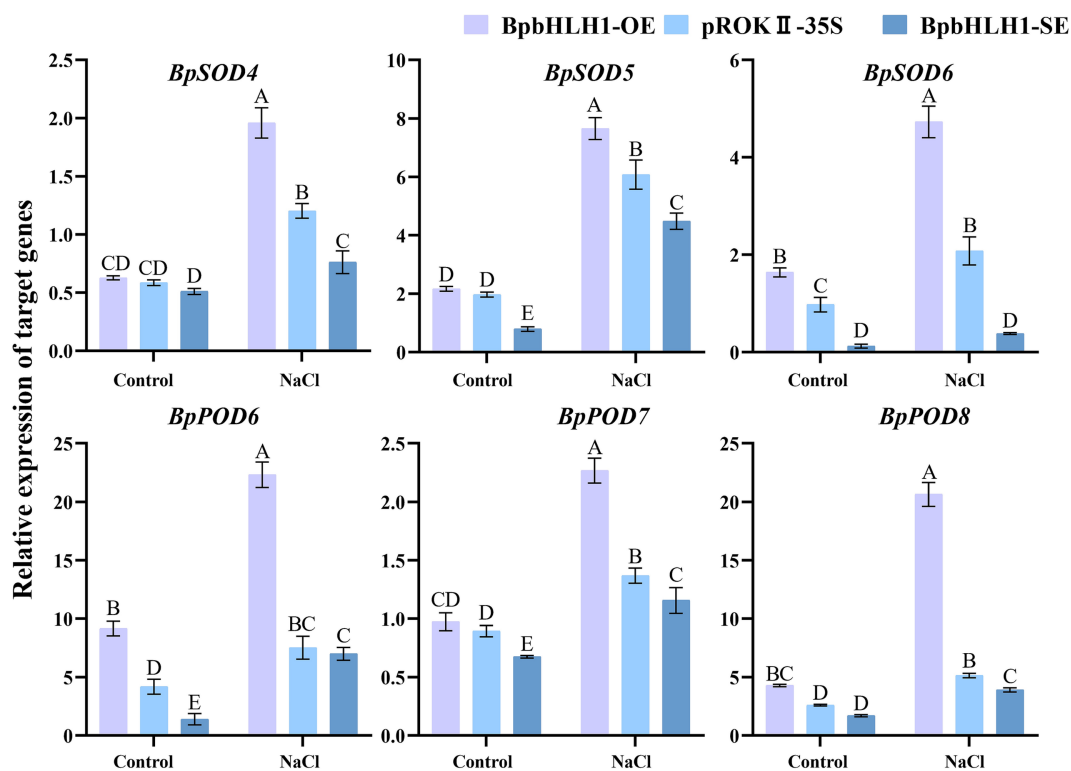 BpbHLH1-OE pROKⅡ-35S BpbHLH1-SE
Relative expression of target genes
BpSOD4
2.5
2.0
1.5
1.0
0.5
0.0
CD CD D A B C
Control NaCl
BpSOD5
10
8
6
4
2
0
D D E A B C
Control NaCl
BpSOD6
6
4
2
0
B C D A B D
Control NaCl
BpPOD6
25
20
15
10
5
0
B D E A BC C
Control NaCl
BpPOD7
2.5
2.0
1.5
1.0
0.5
0.0
CD D E A B C
Control NaCl
BpPOD8
25
20
15
10
5
0
BC D D A B C
Control NaCl